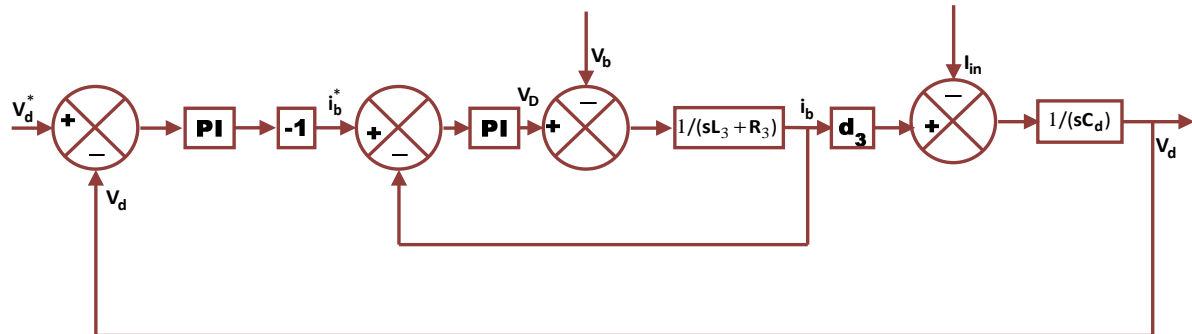 V_d^*
+
−
V_d
PI
-1
i_b^*
+
−
PI
V_D
V_b
−
+
1/(sL_3 + R_3)
i_b
d_3
I_in
−
+
1/(sC_d)
V_d